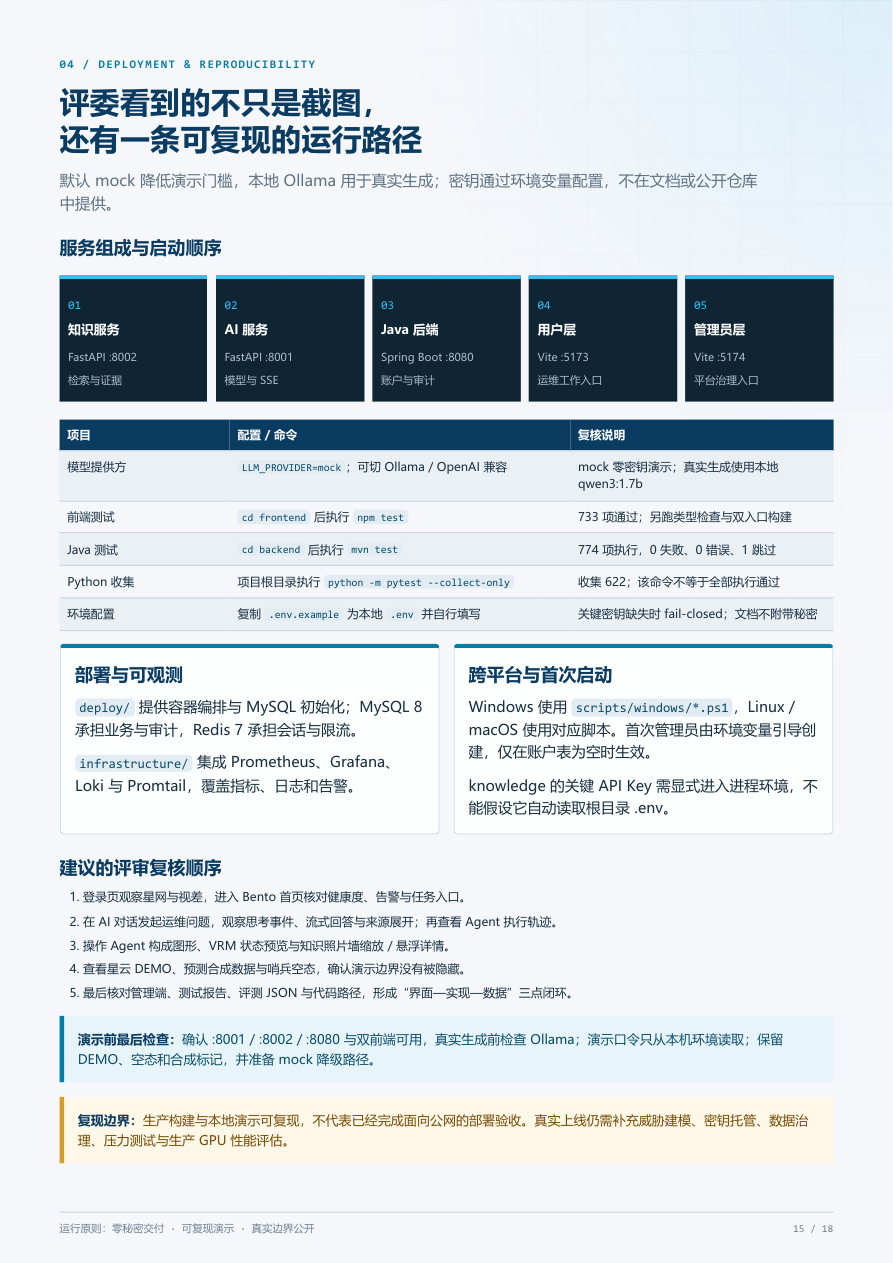 04 / DEPLOYMENT & REPRODUCIBILITY
评委看到的不只是截图，
还有一条可复现的运行路径
默认 mock 降低演示门槛，本地 Ollama 用于真实生成；密钥通过环境变量配置，不在文档或公开仓库
中提供。
服务组成与启动顺序
01
知识服务
FastAPI :8002
检索与证据
02
AI 服务
FastAPI :8001
模型与 SSE
03
Java 后端
Spring Boot :8080
账户与审计
04
用户层
Vite :5173
运维工作入口
05
管理员层
Vite :5174
平台治理入口
项目 配置 / 命令 复核说明
模型提供方 LLM_PROVIDER=mock ；可切 Ollama / OpenAI 兼容 mock 零密钥演示；真实生成使用本地
qwen3:1.7b
前端测试 cd frontend 后执行 npm test 733 项通过；另跑类型检查与双入口构建
Java 测试 cd backend 后执行 mvn test 774 项执行，0 失败、0 错误、1 跳过
Python 收集 项目根目录执行 python -m pytest --collect-only 收集 622；该命令不等于全部执行通过
环境配置 复制 .env.example 为本地 .env 并自行填写 关键密钥缺失时 fail-closed；文档不附带秘密
部署与可观测
deploy/ 提供容器编排与 MySQL 初始化；MySQL 8
承担业务与审计，Redis 7 承担会话与限流。
infrastructure/ 集成 Prometheus、Grafana、
Loki 与 Promtail，覆盖指标、日志和告警。
跨平台与首次启动
Windows 使用 scripts/windows/*.ps1 ，Linux /
macOS 使用对应脚本。首次管理员由环境变量引导创
建，仅在账户表为空时生效。
knowledge 的关键 API Key 需显式进入进程环境，不
能假设它自动读取根目录 .env。
建议的评审复核顺序
1. 登录页观察星网与视差，进入 Bento 首页核对健康度、告警与任务入口。
2. 在 AI 对话发起运维问题，观察思考事件、流式回答与来源展开；再查看 Agent 执行轨迹。
3. 操作 Agent 构成图形、VRM 状态预览与知识照片墙缩放 / 悬浮详情。
4. 查看星云 DEMO、预测合成数据与哨兵空态，确认演示边界没有被隐藏。
5. 最后核对管理端、测试报告、评测 JSON 与代码路径，形成“界面—实现—数据”三点闭环。
演示前最后检查：确认 :8001 / :8002 / :8080 与双前端可用，真实生成前检查 Ollama；演示口令只从本机环境读取；保留
DEMO、空态和合成标记，并准备 mock 降级路径。
复现边界：生产构建与本地演示可复现，不代表已经完成面向公网的部署验收。真实上线仍需补充威胁建模、密钥托管、数据治
理、压力测试与生产 GPU 性能评估。
运行原则：零秘密交付 · 可复现演示 · 真实边界公开
15 / 18